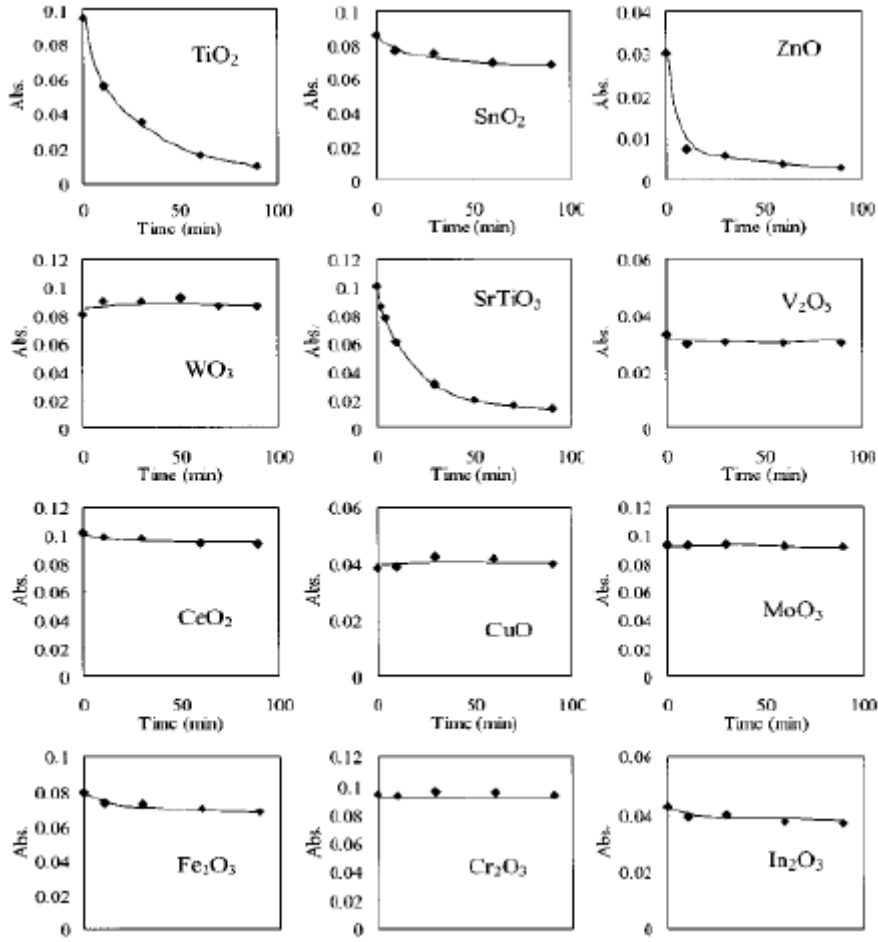 0.1
0.08
0.06
0.04
0.02
0
Abs.
TiO2
0 50 100
Time (min)
0.1
0.08
0.06
0.04
0.02
0
Abs.
SnO2
0 50 100
Time (min)
0.04
0.03
0.02
0.01
0
Abs.
ZnO
0 50 100
Time (min)
0.12
0.1
0.08
0.06
0.04
0.02
0
Abs.
WO3
0 50 100
Time (min)
0.12
0.1
0.08
0.06
0.04
0.02
0
Abs.
SrTiO3
0 50 100
Time (min)
0.06
0.04
0.02
0
Abs.
V2O5
0 50 100
Time (min)
0.12
0.1
0.08
0.06
0.04
0.02
0
Abs.
CeO2
0 50 100
Time (min)
0.06
0.04
0.02
0
Abs.
CuO
0 50 100
Time (min)
0.12
0.1
0.08
0.06
0.04
0.02
0
Abs.
MoO3
0 50 100
Time (min)
0.1
0.08
0.06
0.04
0.02
0
Abs.
Fe2O3
0.12
0.1
0.08
0.06
0.04
0.02
0
Abs.
Cr2O3
0.06
0.04
0.02
0
Abs.
In2O3